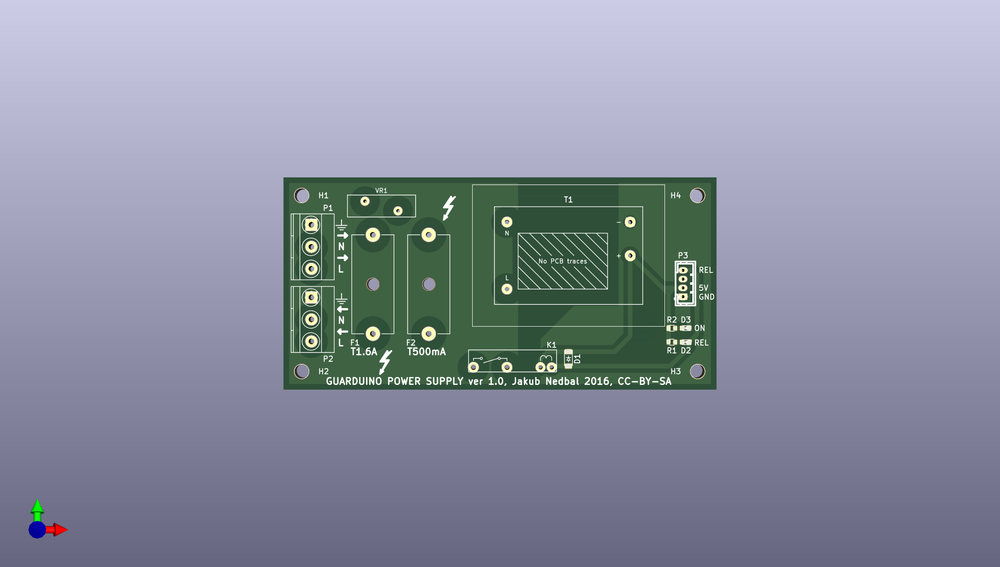 H1
VR1
H4
P1
T1
N
N
L
L
No PCB traces
P3
REL
5V
GND
N
L
R2 D3
ON
REL
R1 D2
F1
T1.6A
F2
T500mA
K1
D1
P2
H2
H3
GUARDUINO POWER SUPPLY ver 1.0, Jakub Nedbal 2016, CC-BY-SA